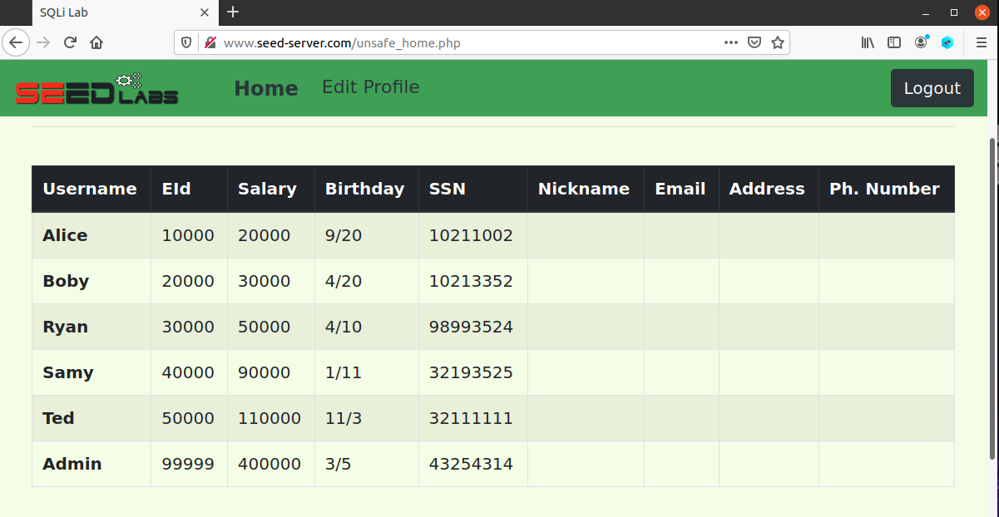 SQLi Lab
www.seed-server.com/unsafe_home.php
SEED LABS Home Edit Profile Logout
Username EId Salary Birthday SSN Nickname Email Address Ph. Number
Alice 10000 20000 9/20 10211002
Boby 20000 30000 4/20 10213352
Ryan 30000 50000 4/10 98993524
Samy 40000 90000 1/11 32193525
Ted 50000 110000 11/3 32111111
Admin 99999 400000 3/5 43254314